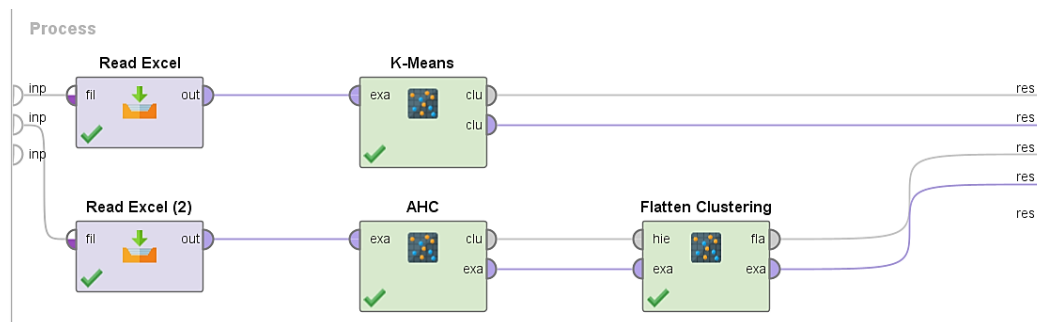 Process
Read Excel
K-Means
inp
fil
out
exa
clu
res
inp
clu
res
inp
res
res
Read Excel (2)
AHC
Flatten Clustering
res
fil
out
exa
clu
hie
fla
exa
exa
exa